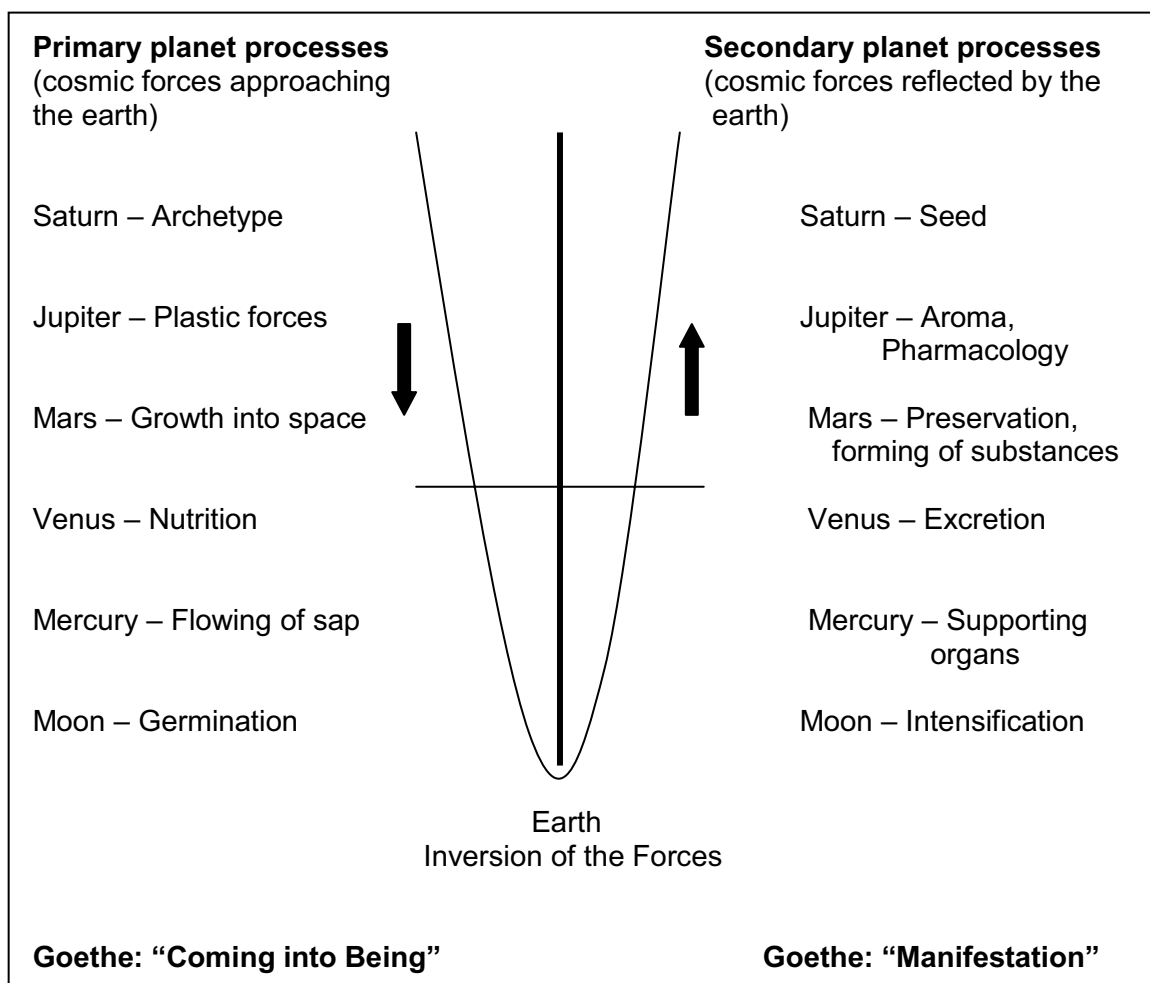 Primary planet processes
(cosmic forces approaching
the earth)
Secondary planet processes
(cosmic forces reflected by the
earth)
Saturn – Archetype
Saturn – Seed
Jupiter – Plastic forces
Jupiter – Aroma,
Pharmacology
Mars – Growth into space
Mars – Preservation,
forming of substances
Venus – Nutrition
Venus – Excretion
Mercury – Flowing of sap
Mercury – Supporting
organs
Moon – Germination
Moon – Intensification
Earth
Inversion of the Forces
Goethe: “Coming into Being”
Goethe: “Manifestation”